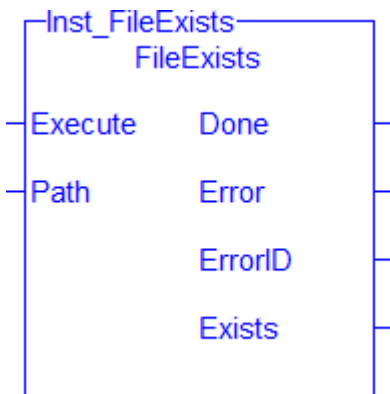 Inst_FileExists
FileExists
Execute Done
Path Error
ErrorID
Exists